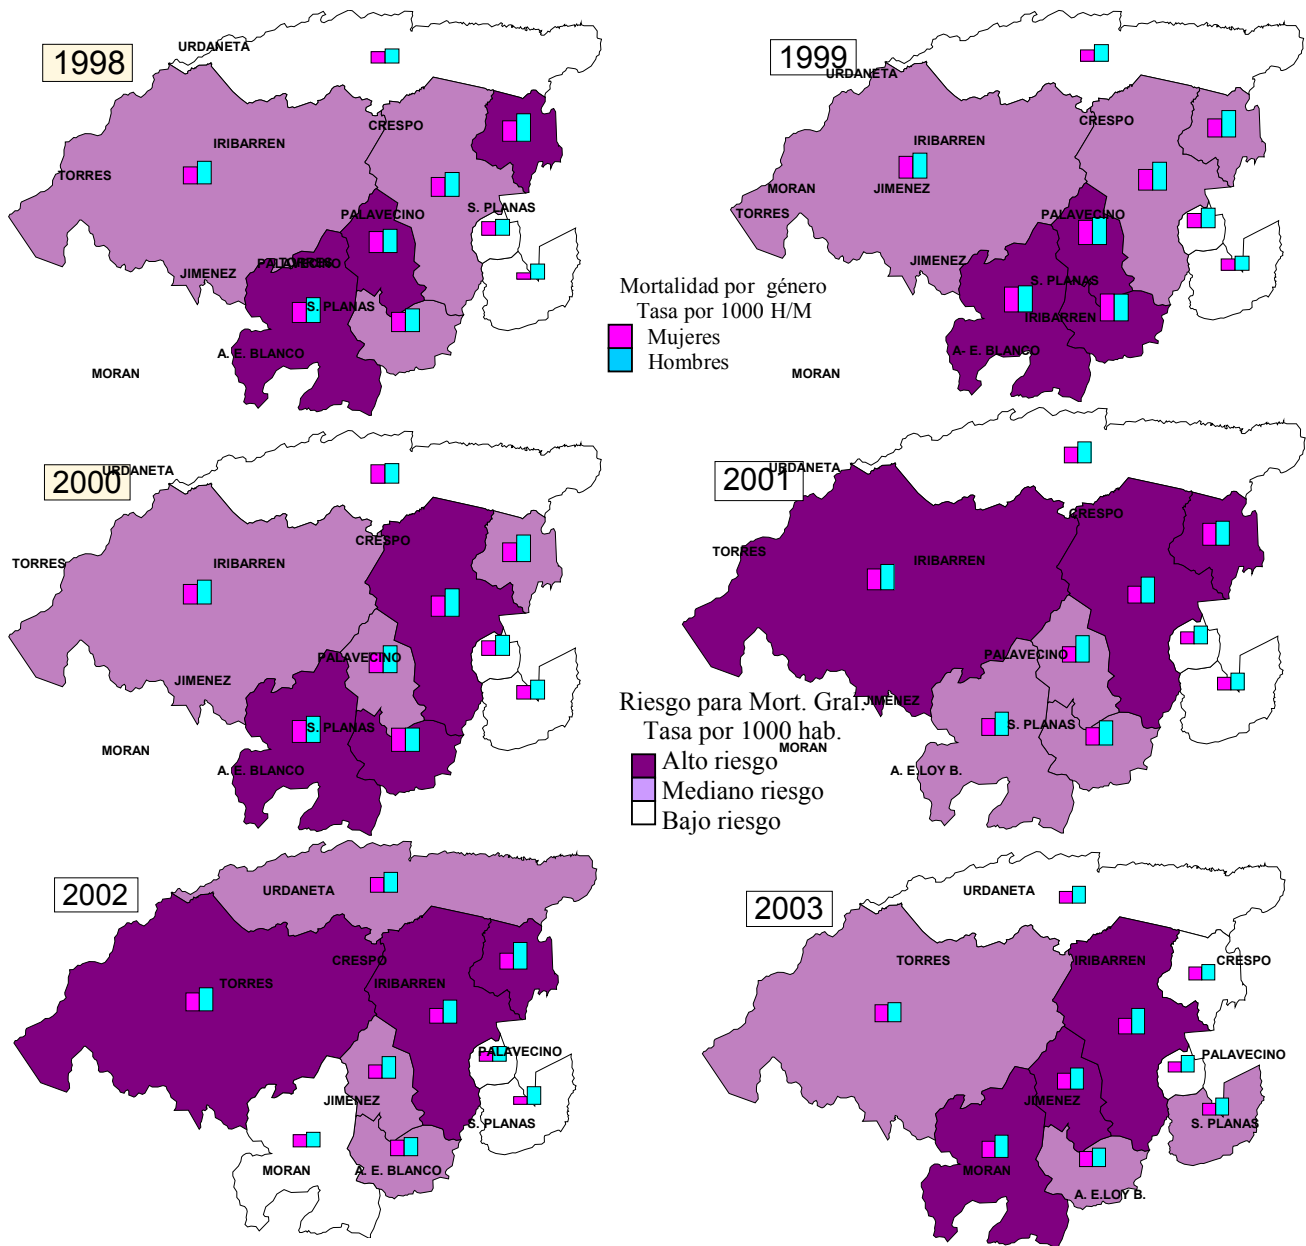 1998
URDANETA
CRESPO
IRIBARREN
TORRES
PALAVECINO
S. PLANAS
PALAVECINO
TORRES
JIMENEZ
S. PLANAS
A. E. BLANCO
MORAN
1999
URDANETA
CRESPO
IRIBARREN
MORAN
JIMENEZ
TORRES
PALAVECINO
JIMENEZ
S. PLANAS
IRIBARREN
A- E. BLANCO
MORAN
Mortalidad por género
Tasa por 1000 H/M
Mujeres
Hombres
2000
URDANETA
CRESPO
TORRES
IRIBARREN
PALAVECINO
JIMENEZ
S. PLANAS
MORAN
A. E. BLANCO
2001
URDANETA
CRESPO
TORRES
IRIBARREN
PALAVECINO
JIMENEZ
S. PLANAS
MORAN
A. E.LOY B.
Riesgo para Mort. Gral.
Tasa por 1000 hab.
Alto riesgo
Mediano riesgo
Bajo riesgo
2002
URDANETA
CRESPO
TORRES
IRIBARREN
PALAVECINO
JIMENEZ
S. PLANAS
MORAN
A. E. BLANCO
2003
URDANETA
TORRES
IRIBARREN
CRESPO
PALAVECINO
JIMENEZ
S. PLANAS
MORAN
A. E.LOY B.